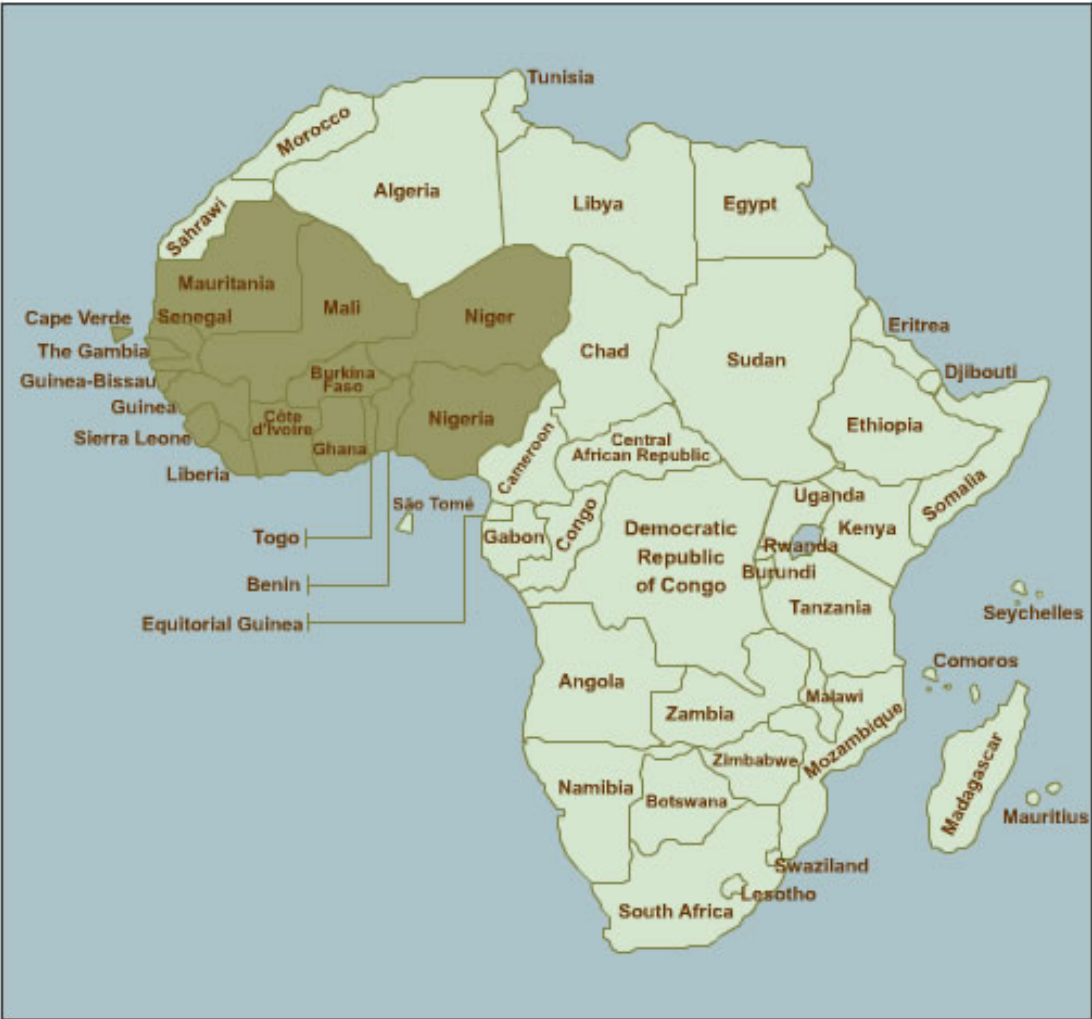 Tunisia
Morocco
Algeria
Libya
Egypt
Sahrawi
Mauritania
Mali
Niger
Cape Verde
Senegal
Chad
Sudan
Eritrea
The Gambia
Burkina
Faso
Djibouti
Guinea-Bissau
Guinea
Côte
d'Ivoire
Nigeria
Ethiopia
Sierra Leone
Ghana
Central
African Republic
Liberia
Cameroon
Somalia
São Tomé
Uganda
Kenya
Togo
Gabon
Congo
Democratic
Republic
of Congo
Rwanda
Benin
Burundi
Tanzania
Equitorial Guinea
Seychelles
Comoros
Angola
Malawi
Zambia
Mozambique
Zimbabwe
Namibia
Botswana
Madagascar
Mauritius
Swaziland
Lesotho
South Africa